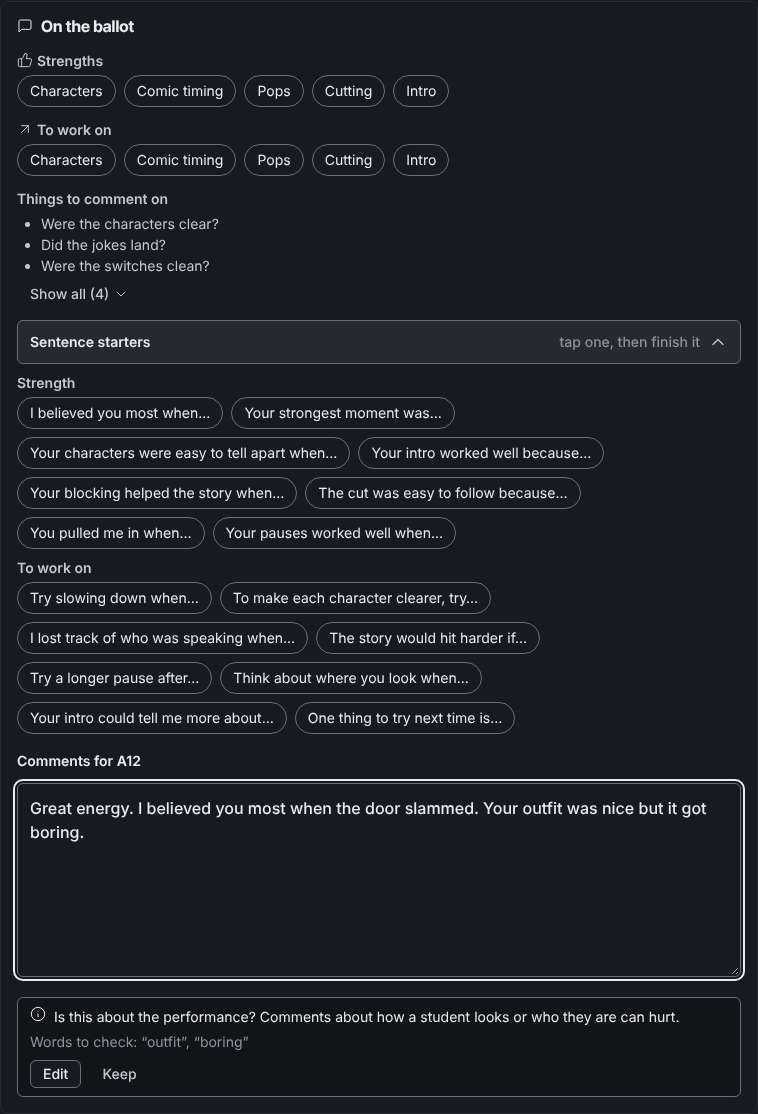 On the ballot
Strengths
Characters Comic timing Pops Cutting Intro
To work on
Characters Comic timing Pops Cutting Intro
Things to comment on
• Were the characters clear?
• Did the jokes land?
• Were the switches clean?
Show all (4)
Sentence starters tap one, then finish it
Strength
I believed you most when... Your strongest moment was...
Your characters were easy to tell apart when... Your intro worked well because...
Your blocking helped the story when... The cut was easy to follow because...
You pulled me in when... Your pauses worked well when...
To work on
Try slowing down when... To make each character clearer, try...
I lost track of who was speaking when... The story would hit harder if...
Try a longer pause after... Think about where you look when...
Your intro could tell me more about... One thing to try next time is...
Comments for A12
Great energy. I believed you most when the door slammed. Your outfit was nice but it got
boring.
Is this about the performance? Comments about how a student looks or who they are can hurt.
Words to check: “outfit”, “boring”
Edit Keep